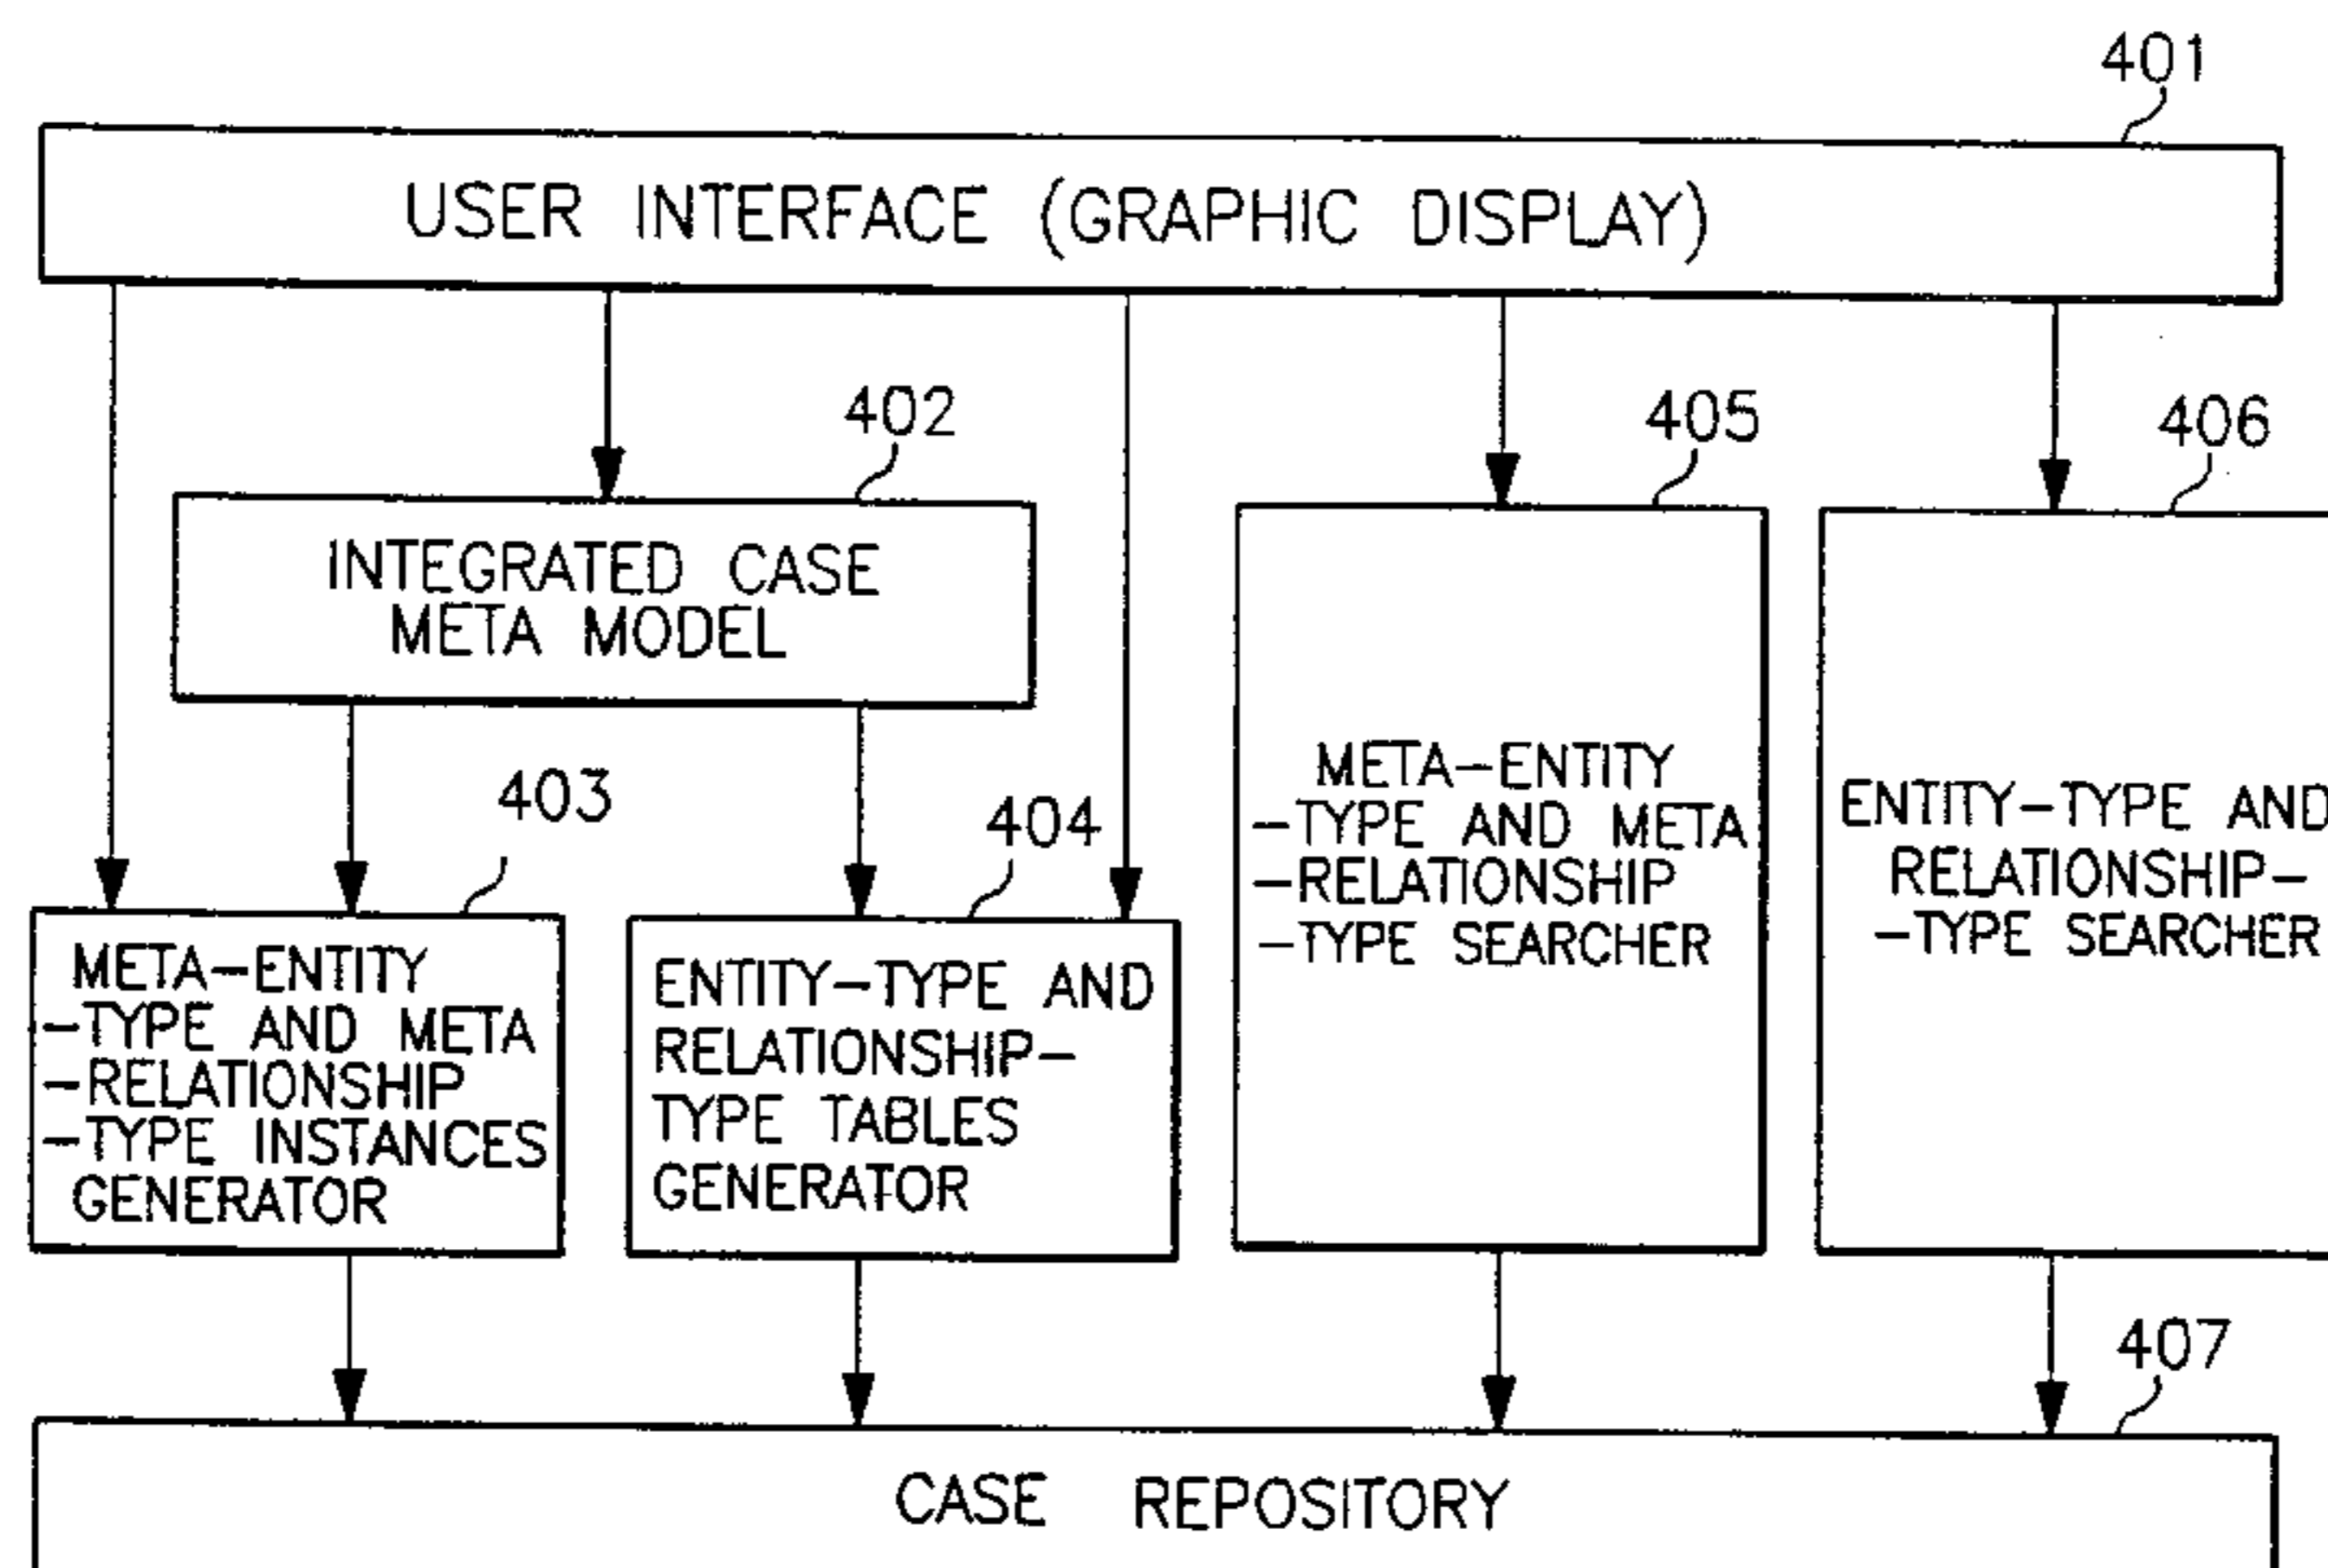 401
USER INTERFACE (GRAPHIC DISPLAY)
402
INTEGRATED CASE
META MODEL
403
META-ENTITY
-TYPE AND META
-RELATIONSHIP
-TYPE INSTANCES
GENERATOR
404
ENTITY-TYPE AND
RELATIONSHIP-
TYPE TABLES
GENERATOR
405
META-ENTITY
-TYPE AND META
-RELATIONSHIP
-TYPE SEARCHER
406
ENTITY-TYPE AND
RELATIONSHIP-
-TYPE SEARCHER
407
CASE REPOSITORY